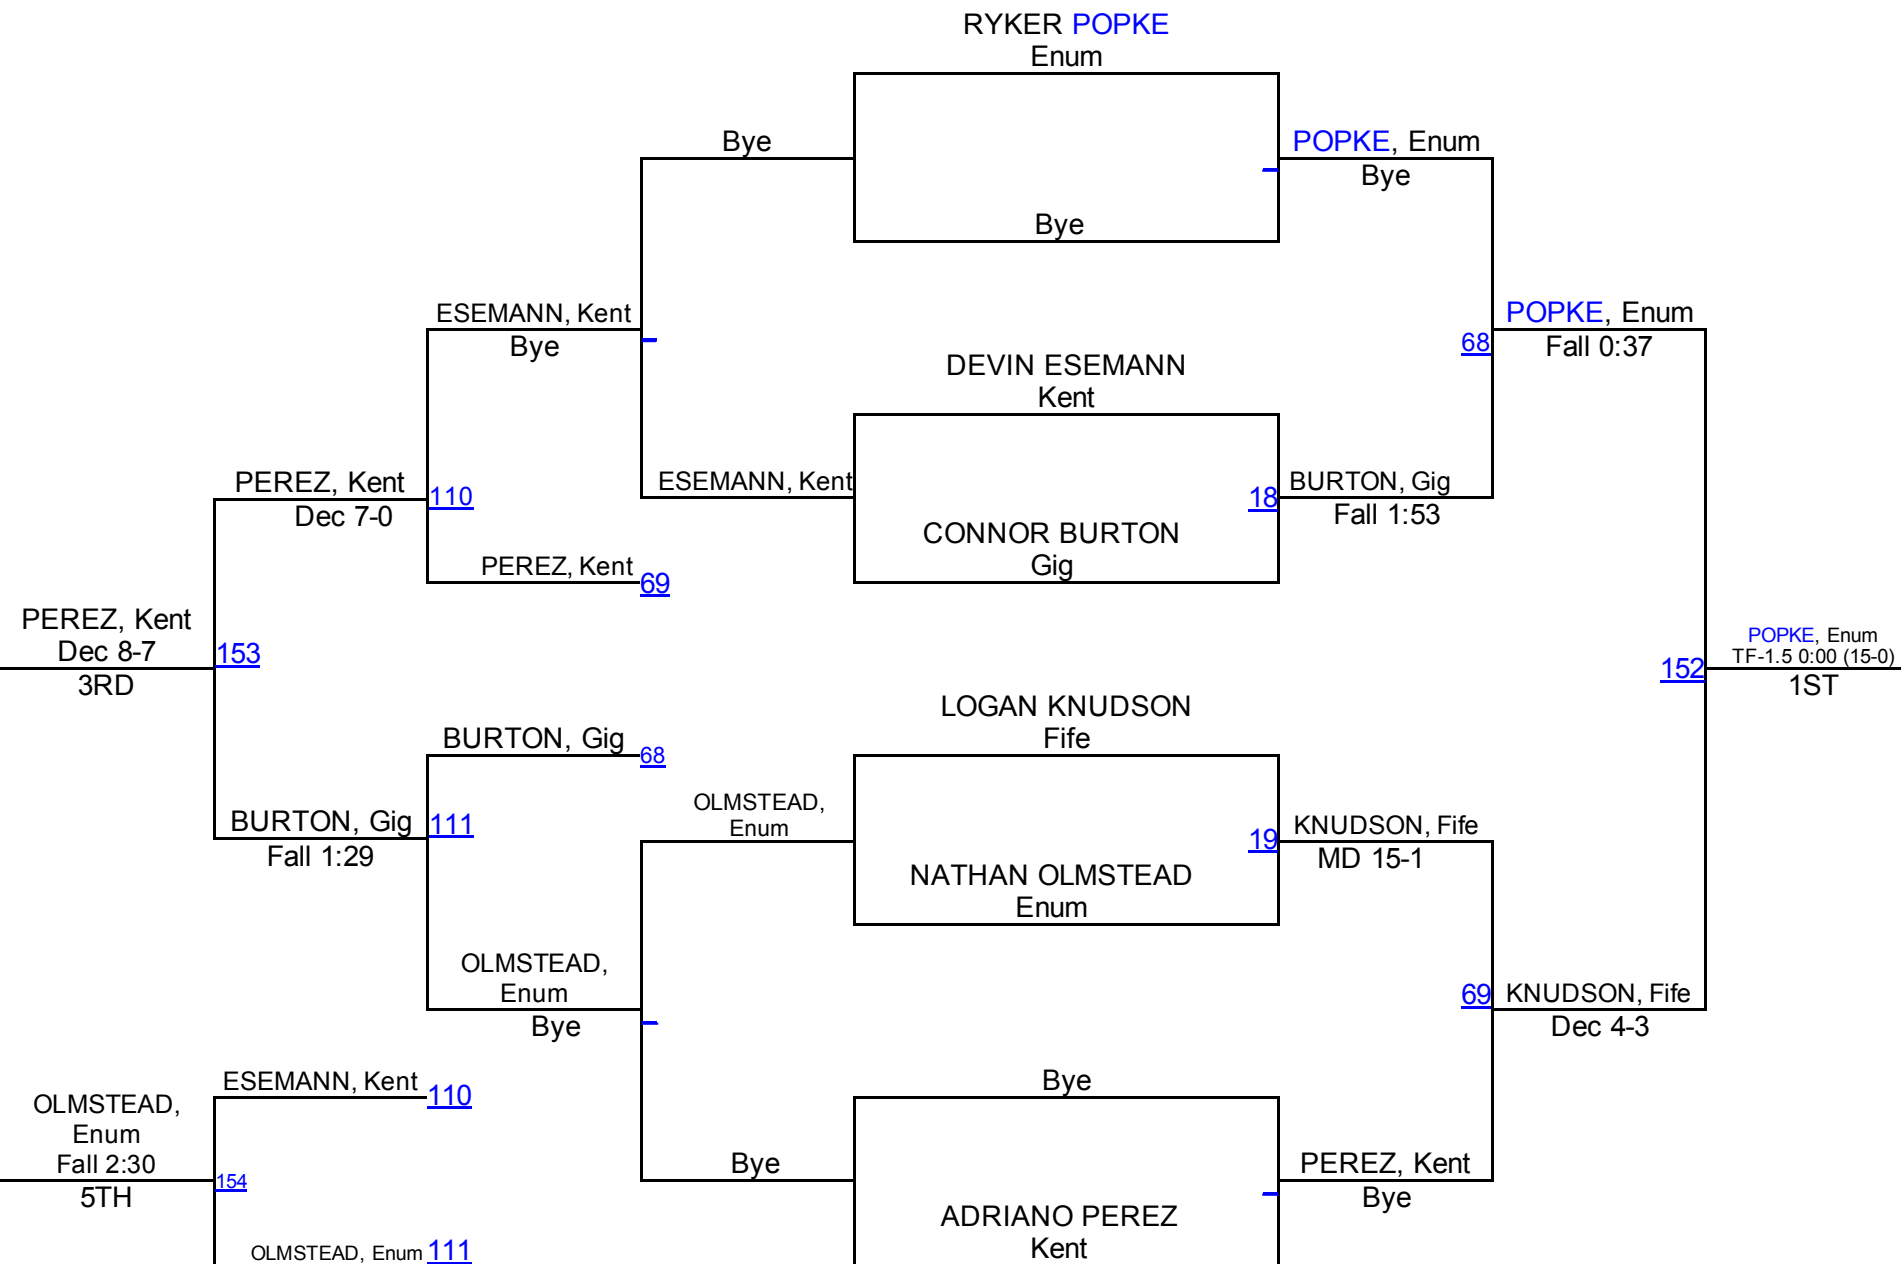 RYKER POPKE
Enum
Bye
POPKE, Enum
Bye
Bye
ESEMANN, Kent
Bye
POPKE, Enum
68
Fall 0:37
DEVIN ESEMANN
Kent
PEREZ, Kent
110
Dec 7-0
ESEMANN, Kent
18
BURTON, Gig
Fall 1:53
CONNOR BURTON
Gig
PEREZ, Kent
69
PEREZ, Kent
Dec 8-7
153
3RD
POPKE, Enum
TF-1.5 0:00 (15-0)
152
1ST
LOGAN KNUDSON
Fife
BURTON, Gig
68
OLMSTEAD,
Enum
BURTON, Gig
111
Fall 1:29
19
KNUDSON, Fife
MD 15-1
NATHAN OLMSTEAD
Enum
OLMSTEAD,
Enum
Bye
69
KNUDSON, Fife
Dec 4-3
ESEMANN, Kent
110
Bye
OLMSTEAD,
Enum
Fall 2:30
154
5TH
Bye
PEREZ, Kent
Bye
ADRIANO PEREZ
Kent
OLMSTEAD, Enum
111